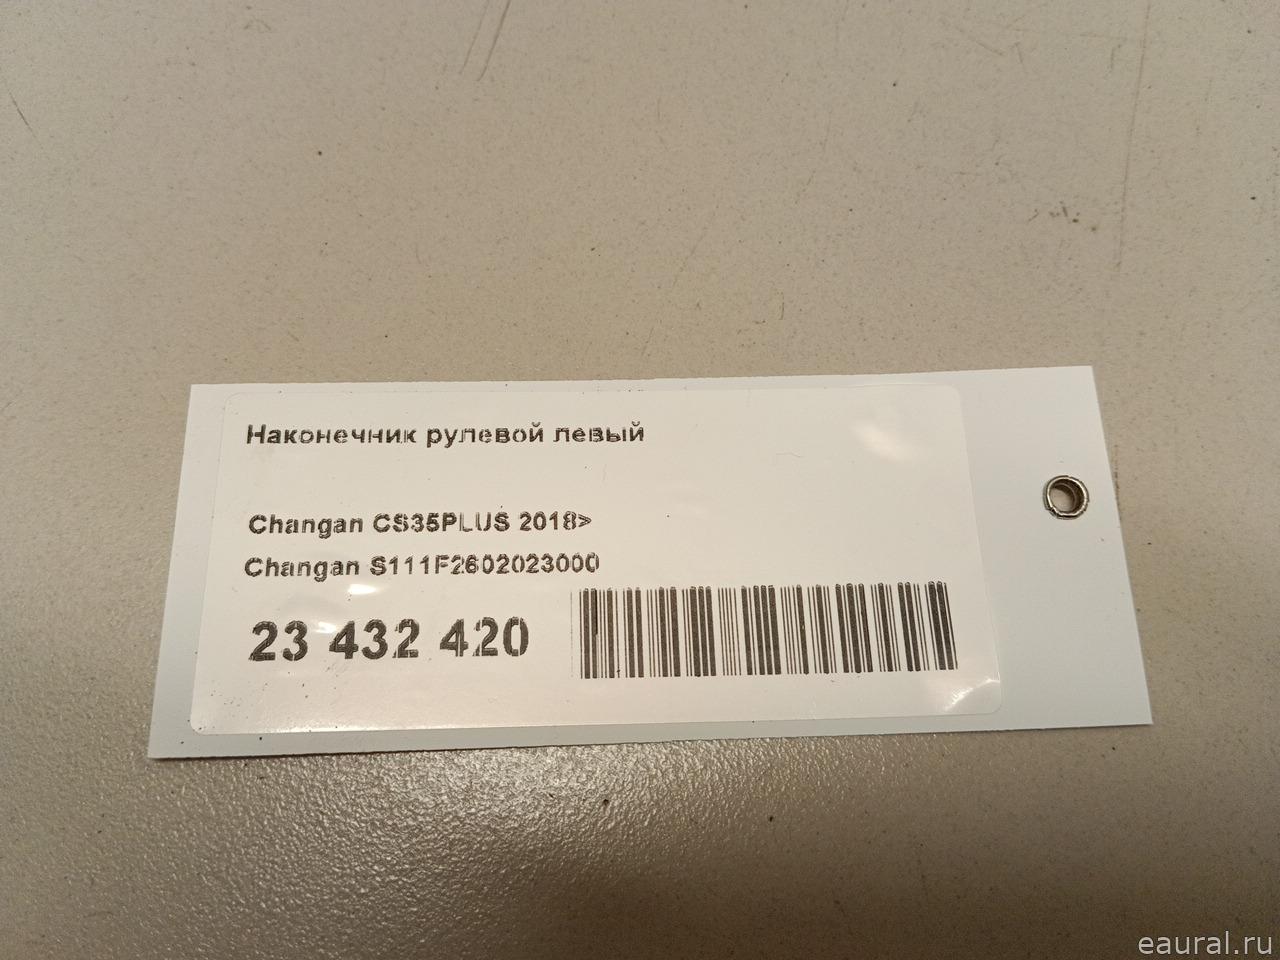 Наконечник рулевой левый
Changan CS35PLUS 2018>
Changan S111F2602023000
23 432 420
eaural.ru